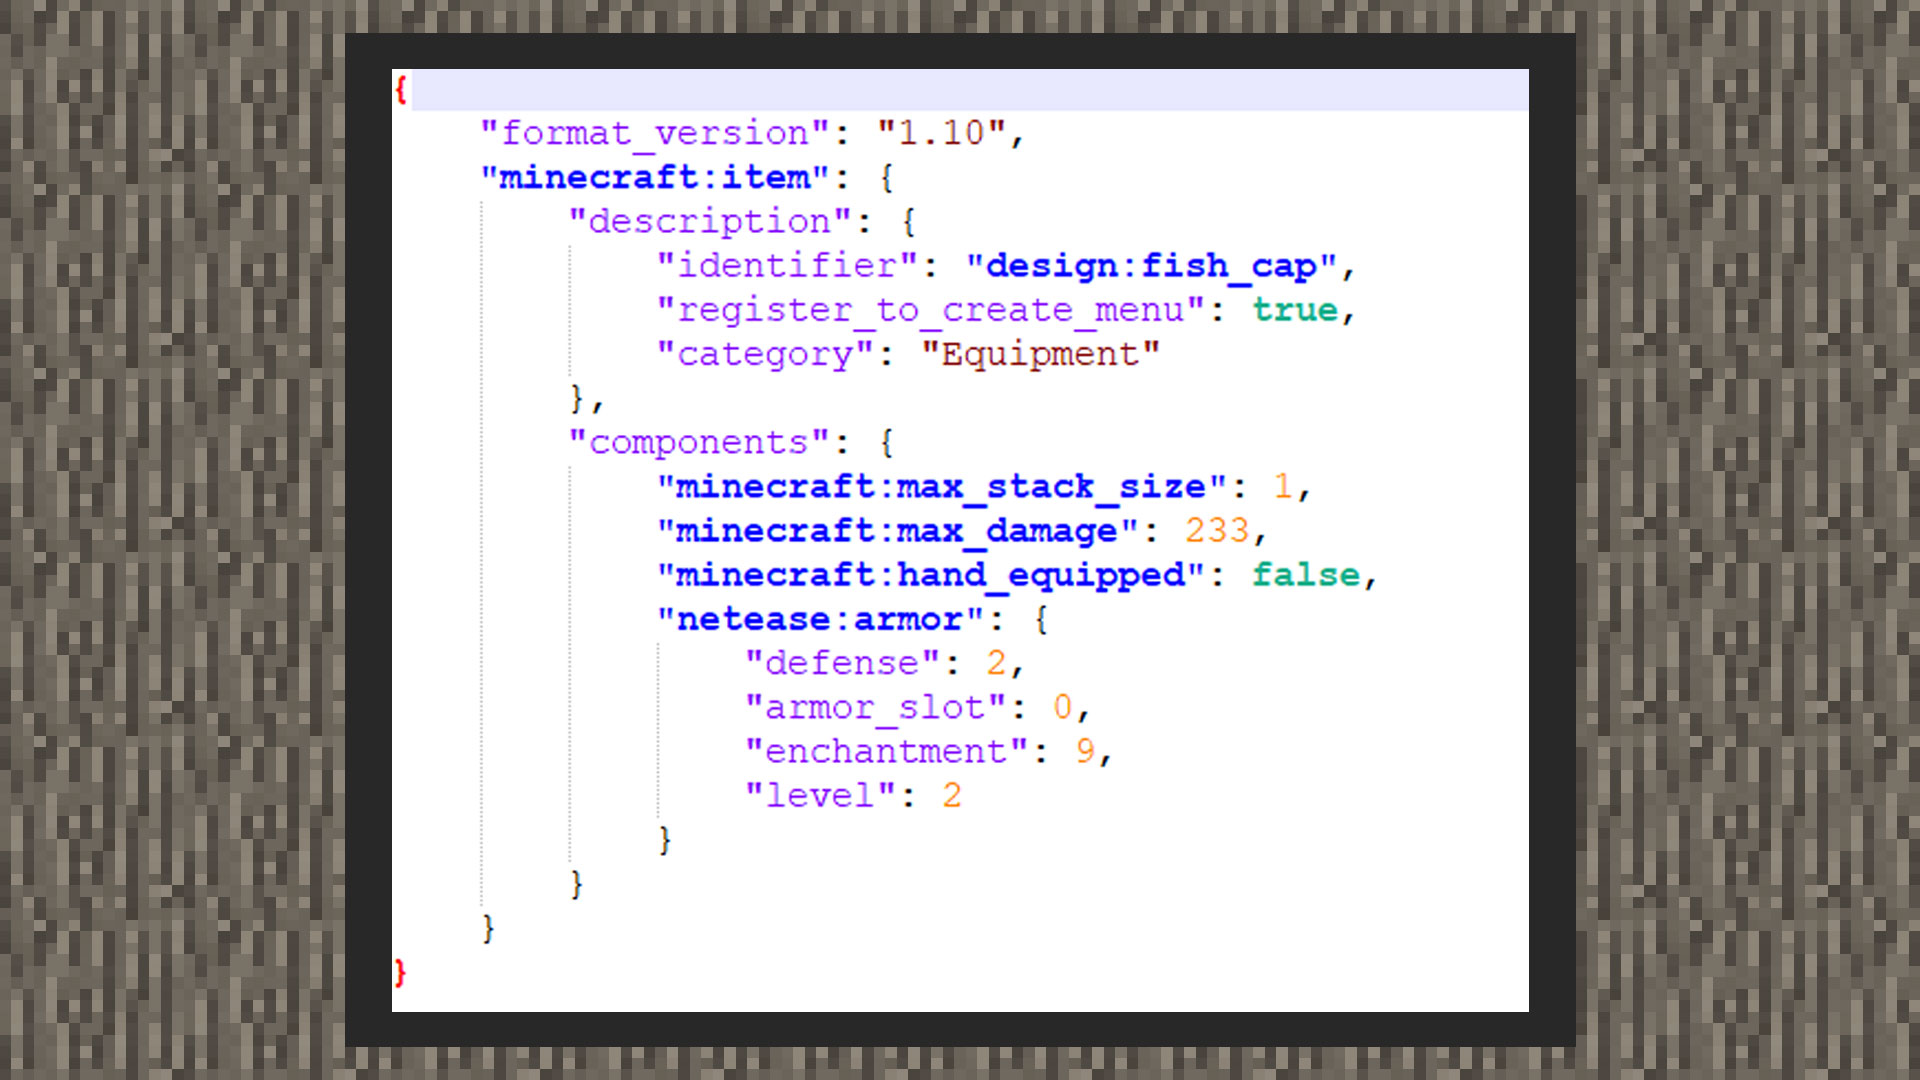 {
"format_version": "1.10",
"minecraft:item": {
"description": {
"identifier": "design:fish_cap",
"register_to_create_menu": true,
"category": "Equipment"
},
"components": {
"minecraft:max_stack_size": 1,
"minecraft:max_damage": 233,
"minecraft:hand_equipped": false,
"netease:armor": {
"defense": 2,
"armor_slot": 0,
"enchantment": 9,
"level": 2
}
}
}
}